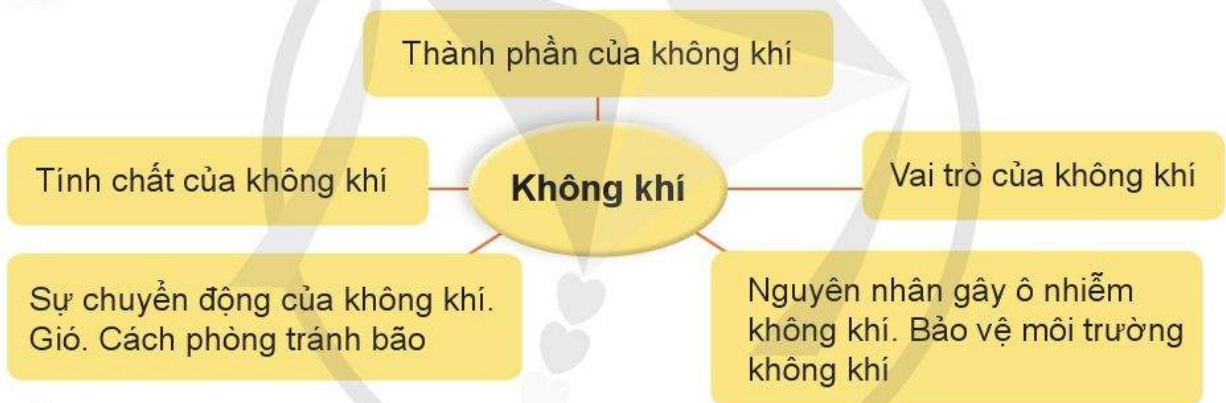 Thành phần của không khí
Tính chất của không khí
Không khí
Vai trò của không khí
Sự chuyển động của không khí.
Gió. Cách phòng tránh bão
Nguyên nhân gây ô nhiễm
không khí. Bảo vệ môi trường
không khí